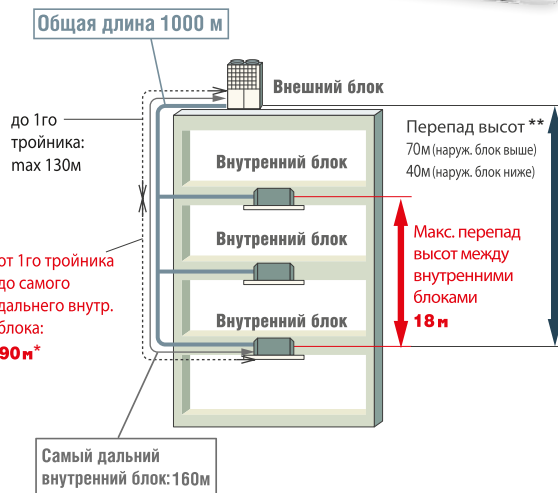 Общая длина 1000 м
Внешний блок
до 1го
тройника:
max 130м
Перепад высот **
70м (наруж. блок выше)
40м (наруж. блок ниже)
Внутренний блок
Внутренний блок
Внутренний блок
Макс. перепад
высот между
внутренними
блоками
18 м
от 1го тройника
до самого
дальнего внутр.
блока:
90м*
Самый дальний
внутренний блок: 160м